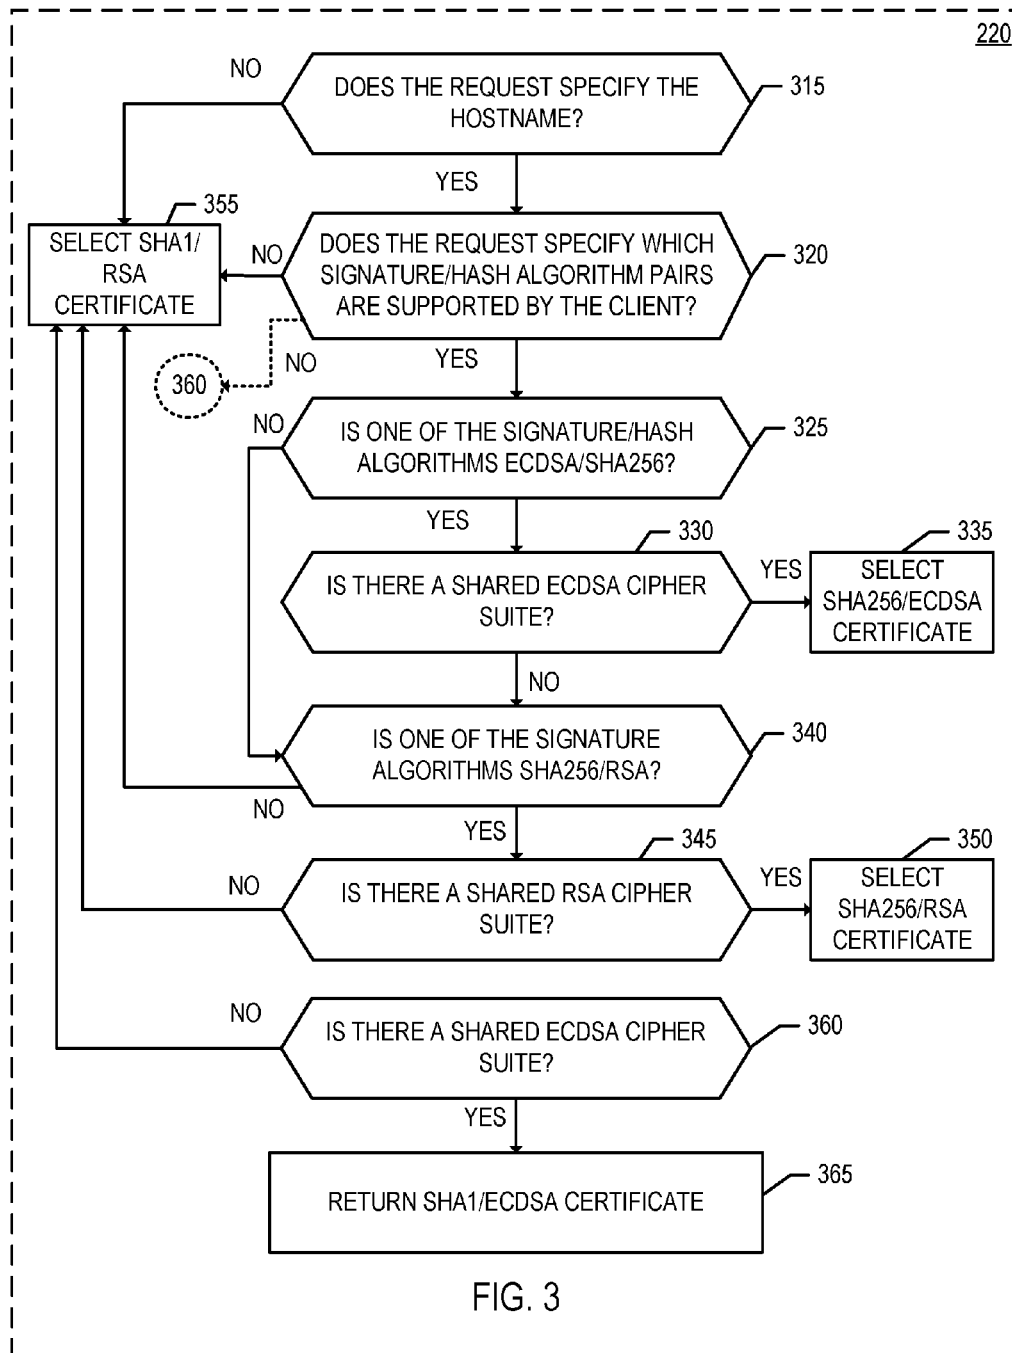 220
NO
DOES THE REQUEST SPECIFY THE
HOSTNAME?
315
YES
355
SELECT SHA1/
RSA
CERTIFICATE
NO
DOES THE REQUEST SPECIFY WHICH
SIGNATURE/HASH ALGORITHM PAIRS
ARE SUPPORTED BY THE CLIENT?
320
NO
360
YES
NO
IS ONE OF THE SIGNATURE/HASH
ALGORITHMS ECDSA/SHA256?
325
YES
330
IS THERE A SHARED ECDSA CIPHER
SUITE?
YES
335
SELECT
SHA256/ECDSA
CERTIFICATE
NO
IS ONE OF THE SIGNATURE
ALGORITHMS SHA256/RSA?
340
NO
YES
345
NO
IS THERE A SHARED RSA CIPHER
SUITE?
YES
350
SELECT
SHA256/RSA
CERTIFICATE
NO
IS THERE A SHARED ECDSA CIPHER
SUITE?
360
YES
RETURN SHA1/ECDSA CERTIFICATE
365
FIG. 3